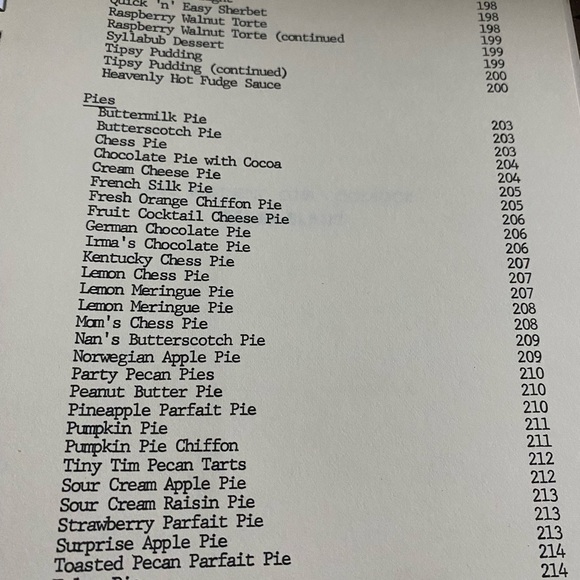 198
Quick 'n' Easy Sherbet 198
Raspberry Walnut Torte 198
Raspberry Walnut Torte (continued 199
Syllabub Dessert 199
Tipsy Pudding 199
Tipsy Pudding (continued) 200
Heavenly Hot Fudge Sauce 200
Pies
Buttermilk Pie 203
Butterscotch Pie 203
Chess Pie 203
Chocolate Pie with Cocoa 204
Cream Cheese Pie 204
French Silk Pie 205
Fresh Orange Chiffon Pie 205
Fruit Cocktail Cheese Pie 206
German Chocolate Pie 206
Irma's Chocolate Pie 206
Kentucky Chess Pie 207
Lemon Chess Pie 207
Lemon Meringue Pie 207
Lemon Meringue Pie 208
Mom's Chess Pie 208
Nan's Butterscotch Pie 209
Norwegian Apple Pie 209
Party Pecan Pies 210
Peanut Butter Pie 210
Pineapple Parfait Pie 210
Pumpkin Pie 211
Pumpkin Pie Chiffon 211
Tiny Tim Pecan Tarts 212
Sour Cream Apple Pie 212
Sour Cream Raisin Pie 213
Strawberry Parfait Pie 213
Surprise Apple Pie 213
Toasted Pecan Parfait Pie 214
214